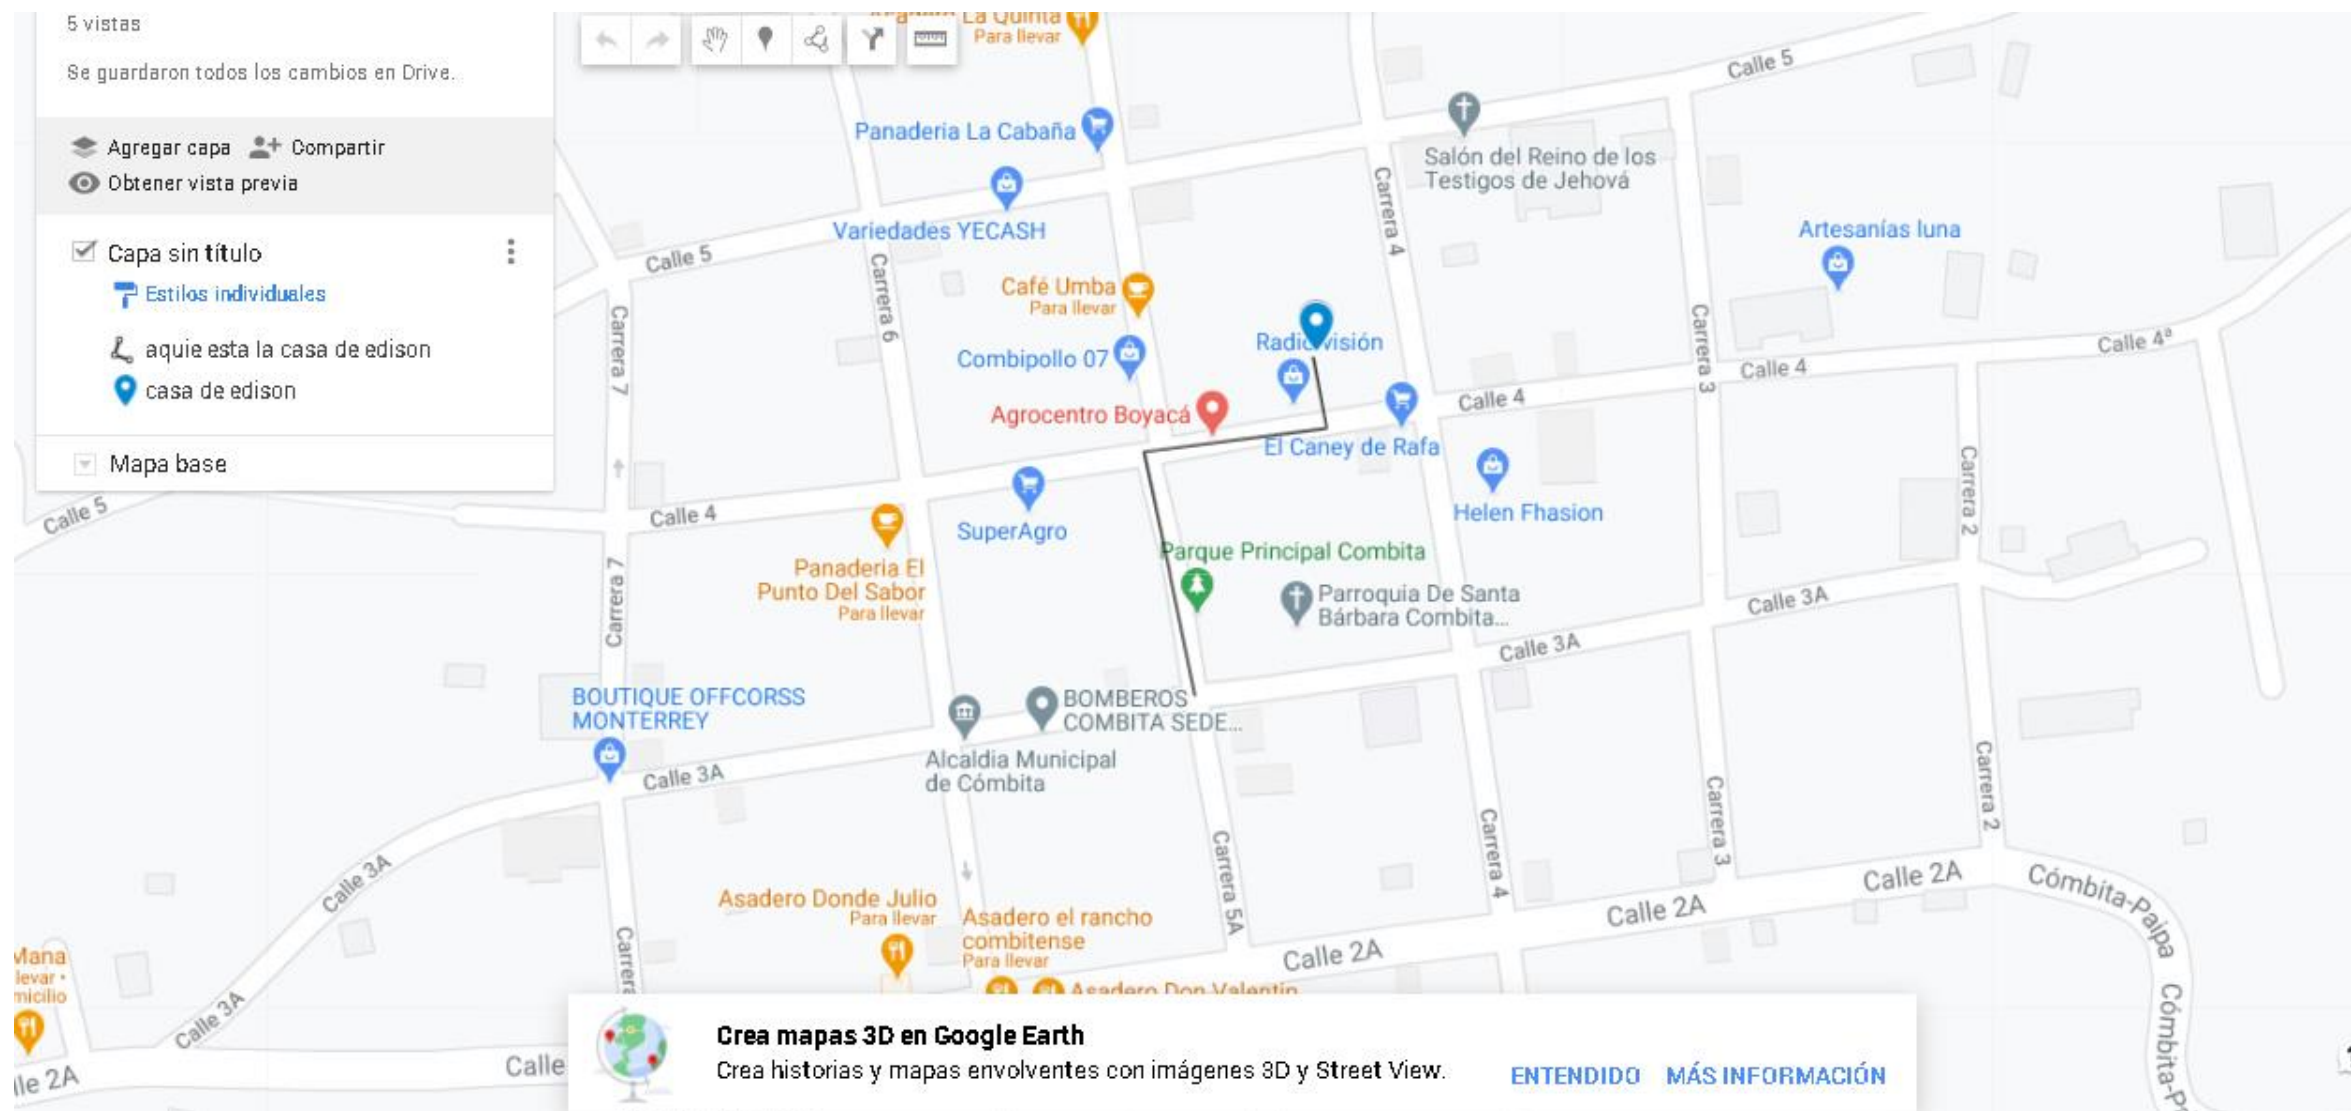 5 vistas
Se guardaron todos los cambios en Drive.
Agregar capa
Compartir
Obtener vista previa
Capa sin título
Estilos individuales
aquie esta la casa de edison
casa de edison
Mapa base
La Quinta
Para llevar
Calle 5
Panaderia La Cabaña
Salón del Reino de los
Testigos de Jehová
Carrera 4
Variedades YECASH
Calle 5
Artesanías luna
Carrera 6
Café Umba
Para llevar
Carrera 7
Carrera 3
Combipollo 07
Calle 4
Calle 4ª
Agrocentro Boyacá
Calle 4
El Caney de Rafa
Carrera 2
Calle 5
Calle 4
SuperAgro
Helen Fhasion
Parque Principal Combita
Panaderia El
Punto Del Sabor
Para llevar
Parroquia De Santa
Bárbara Combita...
Carrera 7
Calle 3A
Calle 3A
BOUTIQUE OFFCORSS
MONTERREY
BOMBEROS
COMBITA SEDE...
Alcaldia Municipal
de Cómbita
Calle 3A
Carrera 2
Carrera 3
Carrera 4
Carrera 5A
Calle 3A
Calle 2A
Calle 2A
Cómbita-Paipa
Asadero Donde Julio
Para llevar
Asadero el rancho
combitense
Para llevar
Calle 2A
Asadero Don Valentín
Calle 3A
Calle
Crea mapas 3D en Google Earth
Crea historias y mapas envolventes con imágenes 3D y Street View.
ENTENDIDO
MÁS INFORMACIÓN